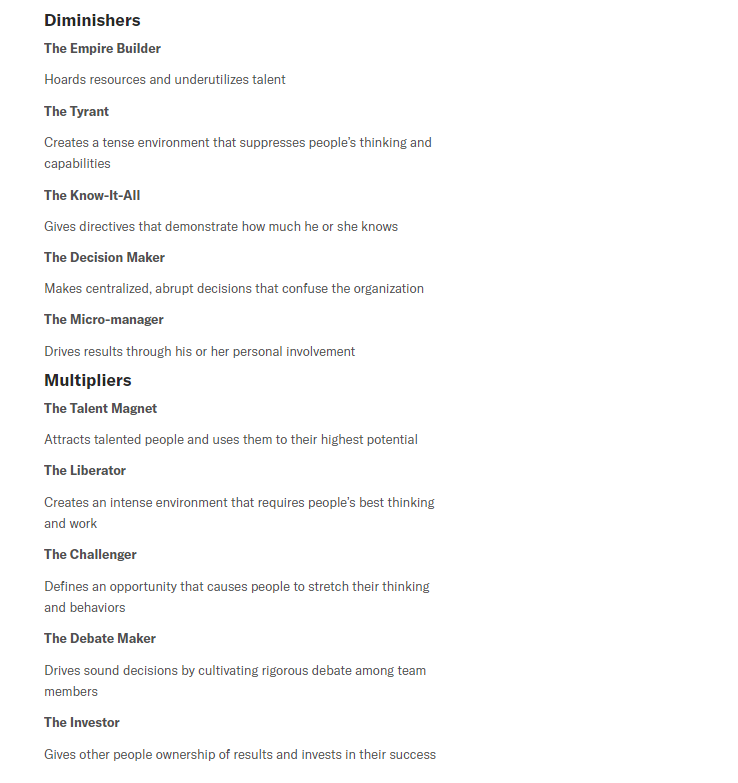 Diminishers
The Empire Builder
Hoards resources and underutilizes talent
The Tyrant
Creates a tense environment that suppresses people’s thinking and
capabilities
The Know-It-All
Gives directives that demonstrate how much he or she knows
The Decision Maker
Makes centralized, abrupt decisions that confuse the organization
The Micro-manager
Drives results through his or her personal involvement
Multipliers
The Talent Magnet
Attracts talented people and uses them to their highest potential
The Liberator
Creates an intense environment that requires people’s best thinking
and work
The Challenger
Defines an opportunity that causes people to stretch their thinking
and behaviors
The Debate Maker
Drives sound decisions by cultivating rigorous debate among team
members
The Investor
Gives other people ownership of results and invests in their success